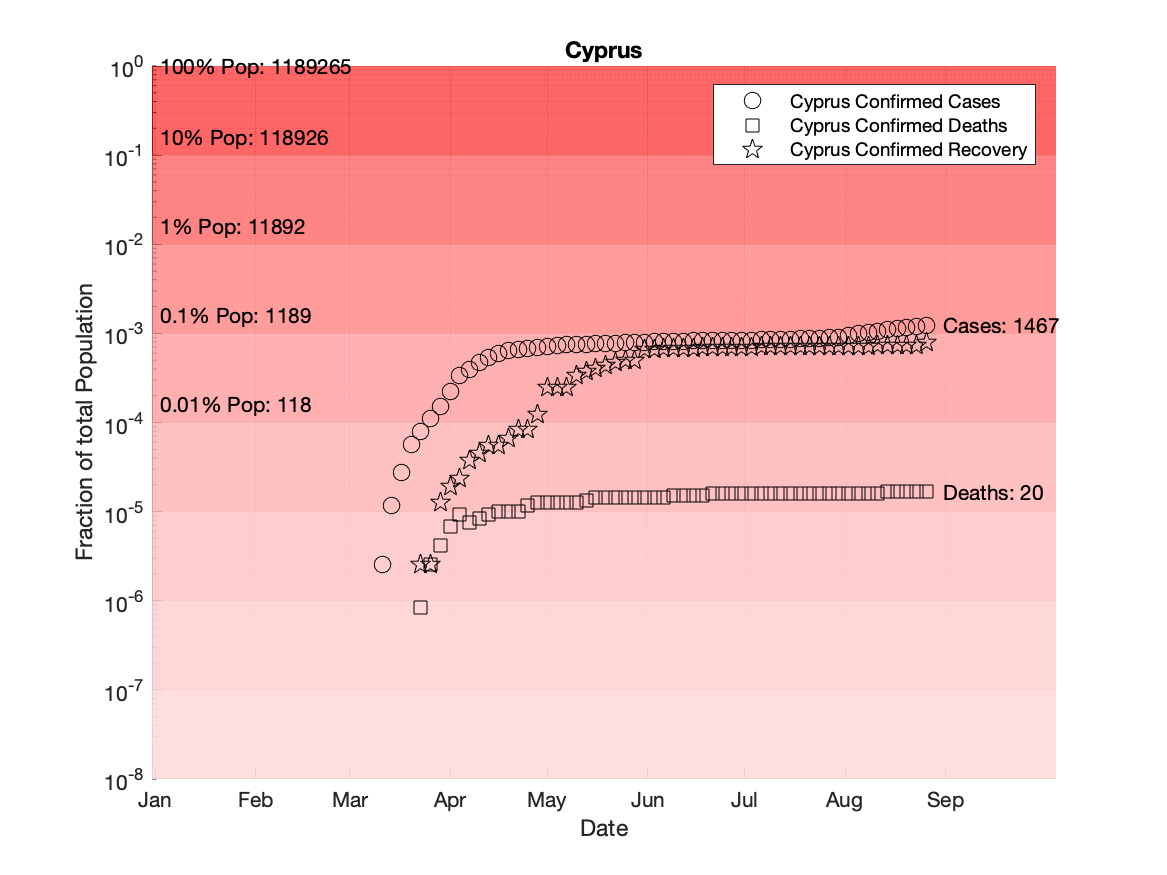 Cyprus
10^0
10^-1
10^-2
10^-3
10^-4
10^-5
10^-6
10^-7
10^-8
Fraction of total Population
100% Pop: 1189265
10% Pop: 118926
1% Pop: 11892
0.1% Pop: 1189
0.01% Pop: 118
Cyprus Confirmed Cases
Cyprus Confirmed Deaths
Cyprus Confirmed Recovery
Cases: 1467
Deaths: 20
Jan Feb Mar Apr May Jun Jul Aug Sep
Date